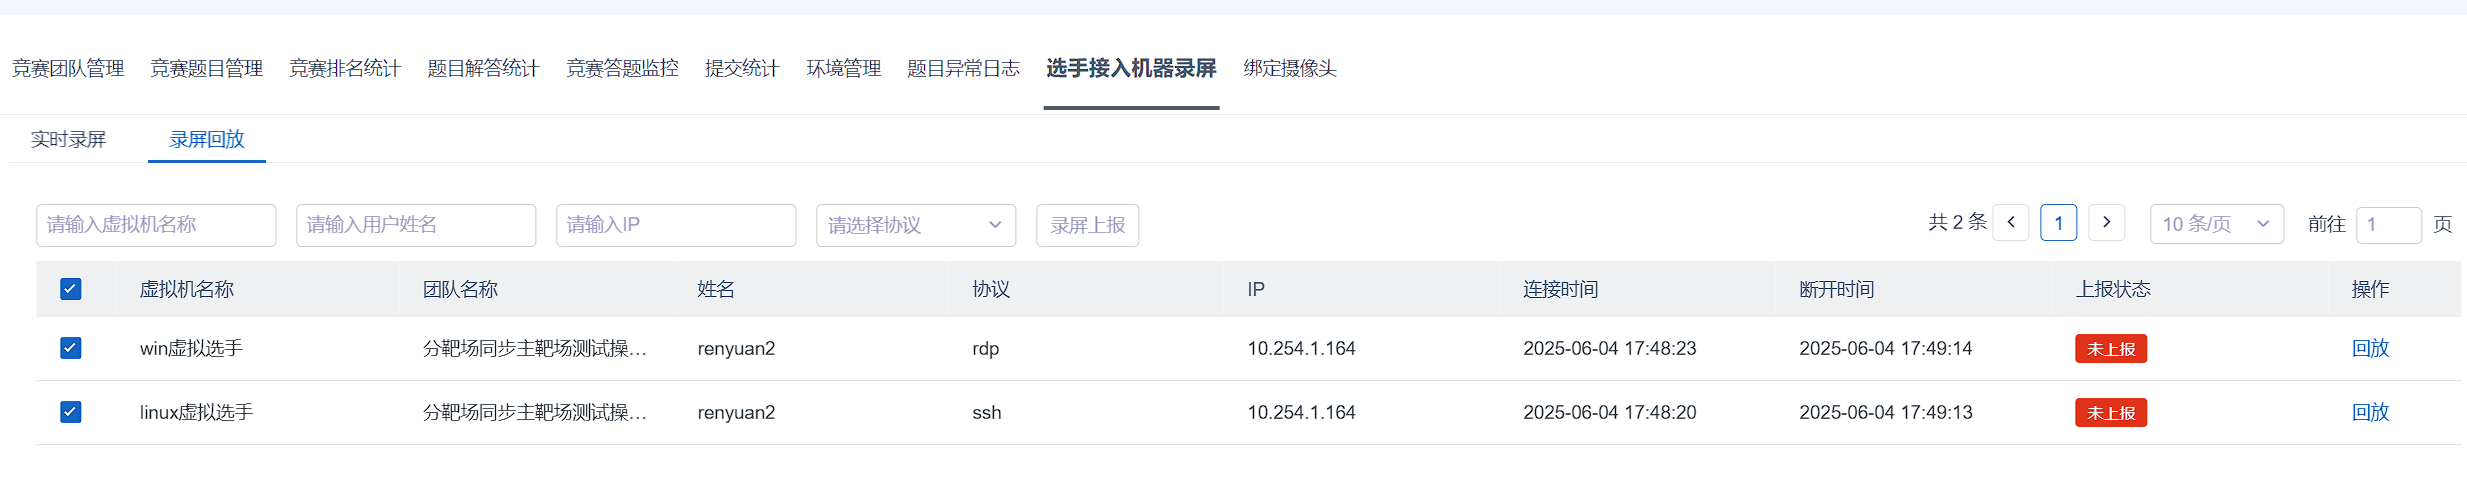 竞赛团队管理 竞赛题目管理 竞赛排名统计 题目解答统计 竞赛答题监控 提交统计 环境管理 题目异常日志 选手接入机器录屏 绑定摄像头
实时录屏 录屏回放
请输入虚拟机名称 请输入用户姓名 请输入IP 请选择协议 录屏上报 共 2 条 1 10 条/页 前往 1 页
虚拟机名称 团队名称 姓名 协议 IP 连接时间 断开时间 上报状态 操作
win虚拟选手 分靶场同步主靶场测试操... renyuan2 rdp 10.254.1.164 2025-06-04 17:48:23 2025-06-04 17:49:14 未上报 回放
linux虚拟选手 分靶场同步主靶场测试操... renyuan2 ssh 10.254.1.164 2025-06-04 17:48:20 2025-06-04 17:49:13 未上报 回放